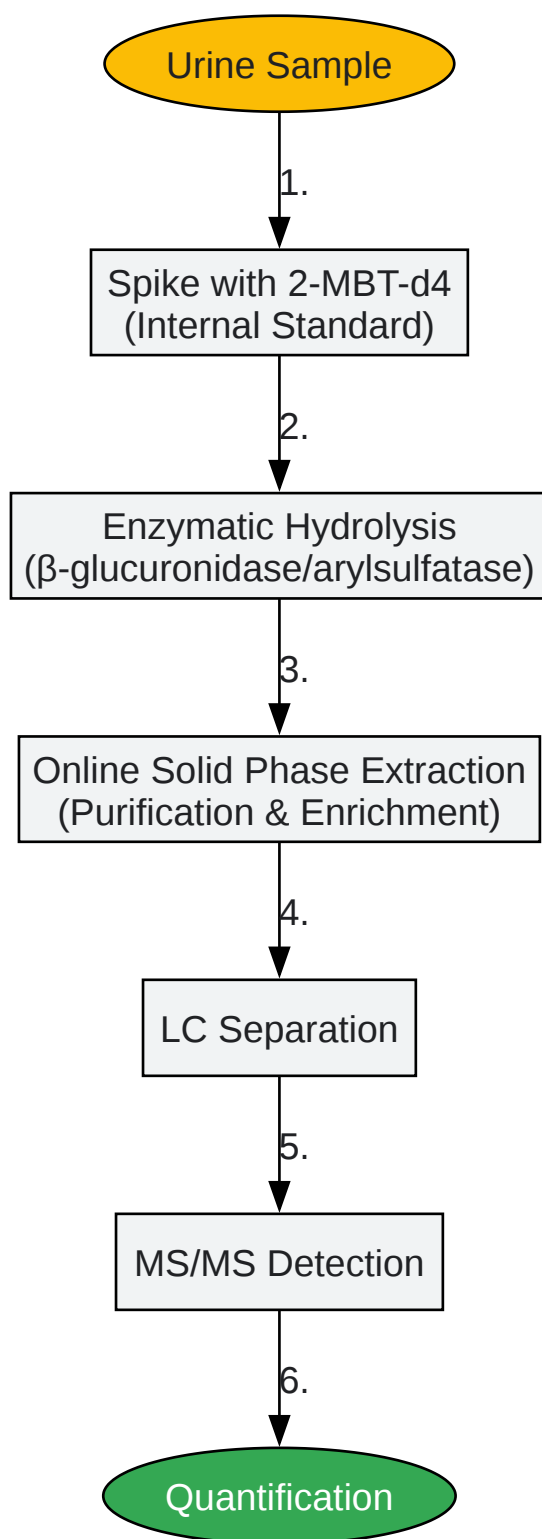 Urine Sample
1.
Spike with 2-MBT-d4
(Internal Standard)
2.
Enzymatic Hydrolysis
(β-glucuronidase/arylsulfatase)
3.
Online Solid Phase Extraction
(Purification & Enrichment)
4.
LC Separation
5.
MS/MS Detection
6.
Quantification